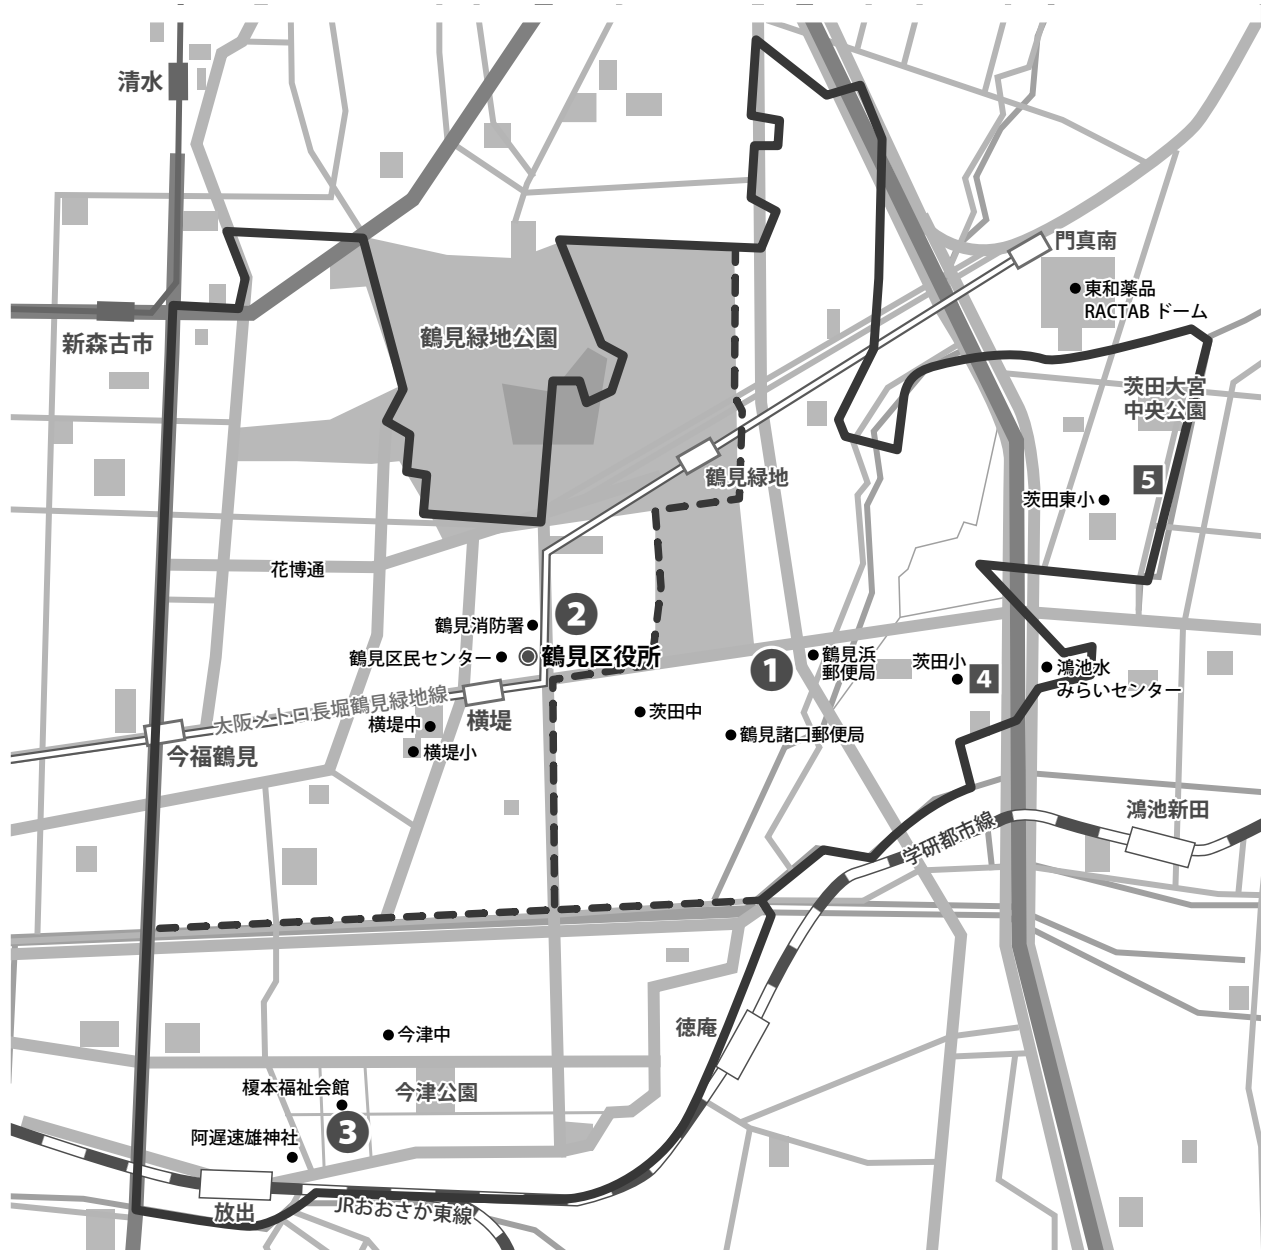 清水
新森古市
鶴見緑地公園
門真南
東和薬品
RACTABドーム
茨田大宮
中央公園
鶴見緑地
5
茨田東小
花博通
2
鶴見消防署
鶴見区民センター
鶴見区役所
1
鶴見浜
郵便局
茨田小
4
鴻池水
みらいセンター
大阪メトロ長堀鶴見緑地線
横堤
茨田中
横堤中
横堤小
鶴見諸口郵便局
今福鶴見
学研都市線
鴻池新田
徳庵
今津中
榎本福祉会館
今津公園
3
阿遅速雄神社
放出
JRおおさか東線